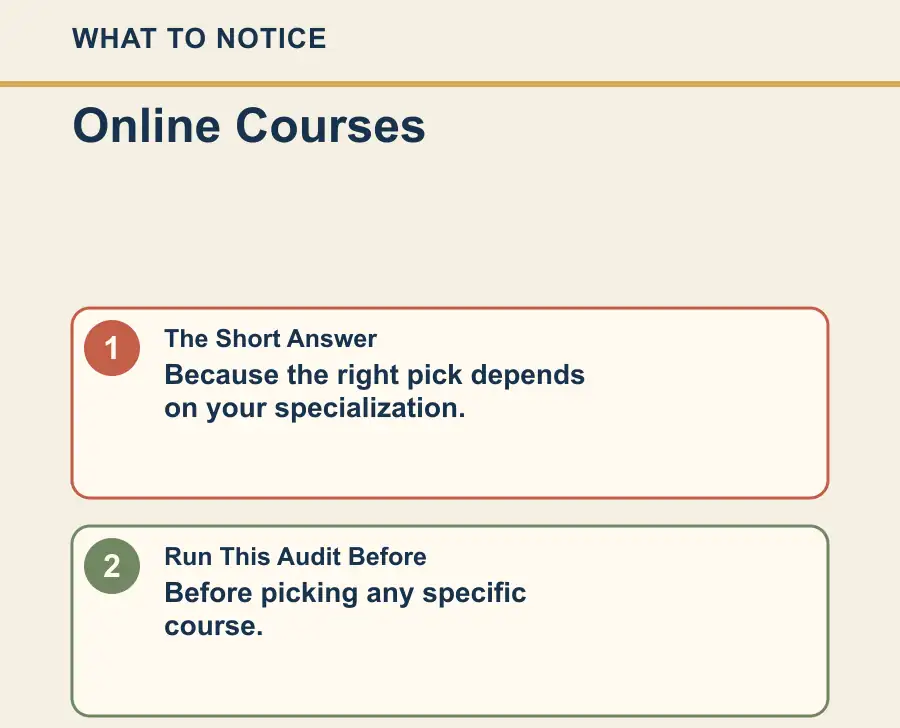 WHAT TO NOTICE
Online Courses
1
The Short Answer
Because the right pick depends
on your specialization.
2
Run This Audit Before
Before picking any specific
course.